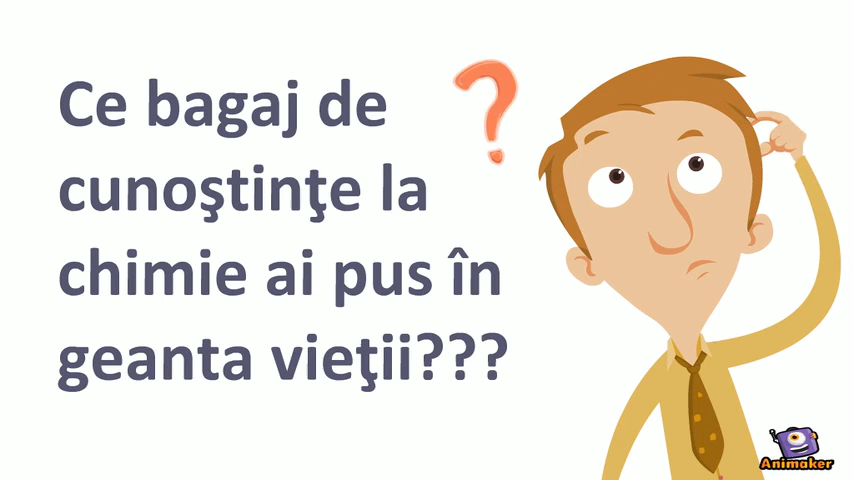 Ce bagaj de
cunoştinţe la
chimie ai pus în
geanta vieţii???
?
Animaker